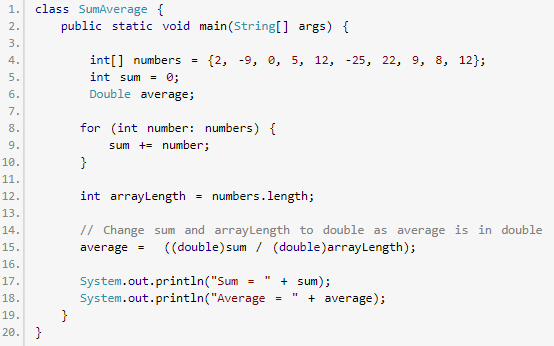 1. class SumAverage {
2.     public static void main(String[] args) {
3.
4.         int[] numbers = {2, -9, 0, 5, 12, -25, 22, 9, 8, 12};
5.         int sum = 0;
6.         Double average;
7.
8.        for (int number: numbers) {
9.            sum += number;
10.        }
11.
12.        int arrayLength = numbers.length;
13.
14.        // Change sum and arrayLength to double as average is in double
15.        average =   ((double)sum / (double)arrayLength);
16.
17.        System.out.println("Sum = " + sum);
18.        System.out.println("Average = " + average);
19.     }
20. }